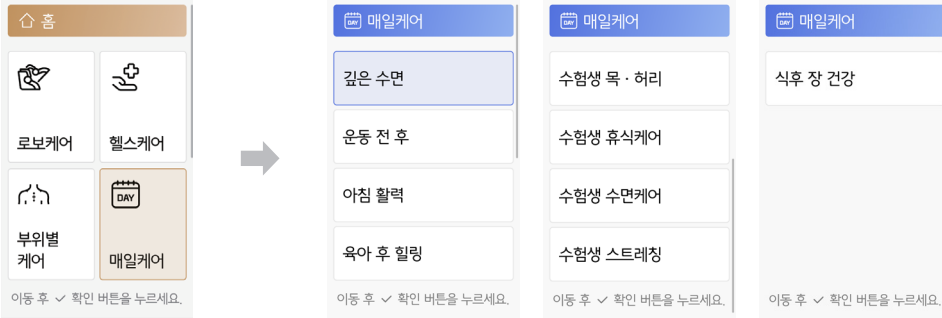 홈
로보케어
헬스케어
부위별
케어
DAY
매일케어
이동 후 ✓ 확인 버튼을 누르세요.
DAY 매일케어
깊은 수면
운동 전 후
아침 활력
육아 후 힐링
이동 후 ✓ 확인 버튼을 누르세요.
DAY 매일케어
수험생 목 · 허리
수험생 휴식케어
수험생 수면케어
수험생 스트레칭
이동 후 ✓ 확인 버튼을 누르세요.
DAY 매일케어
식후 장 건강
이동 후 ✓ 확인 버튼을 누르세요.